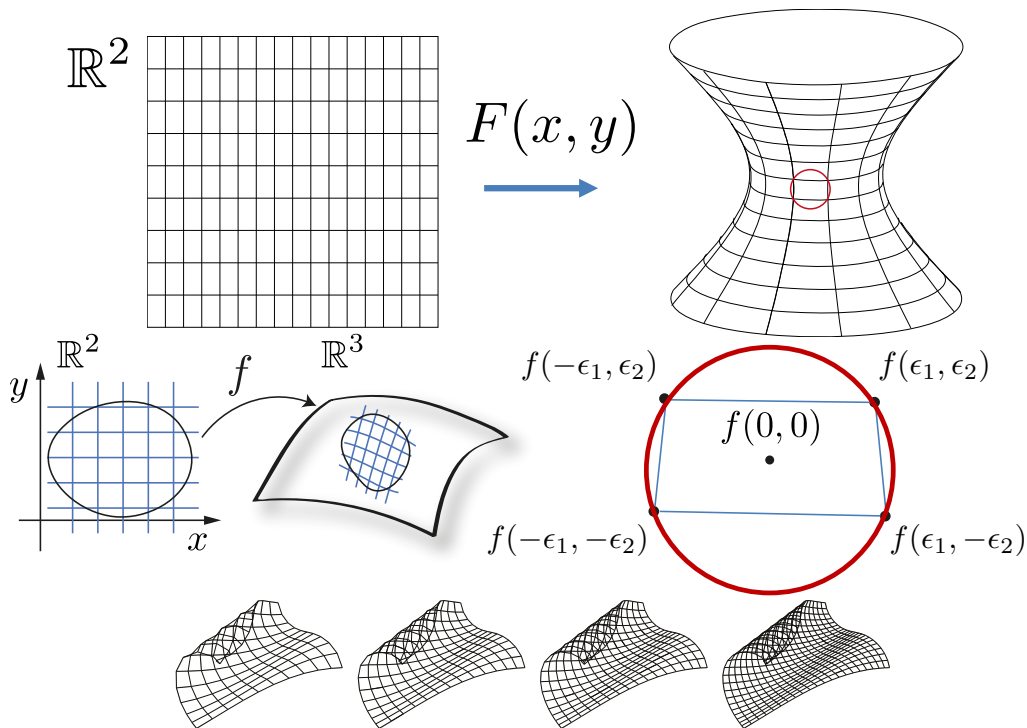 ℝ²
F(x, y)
ℝ²
ℝ³
y
f
x
f(-ϵ₁, ϵ₂)
f(ϵ₁, ϵ₂)
f(0, 0)
f(-ϵ₁, -ϵ₂)
f(ϵ₁, -ϵ₂)